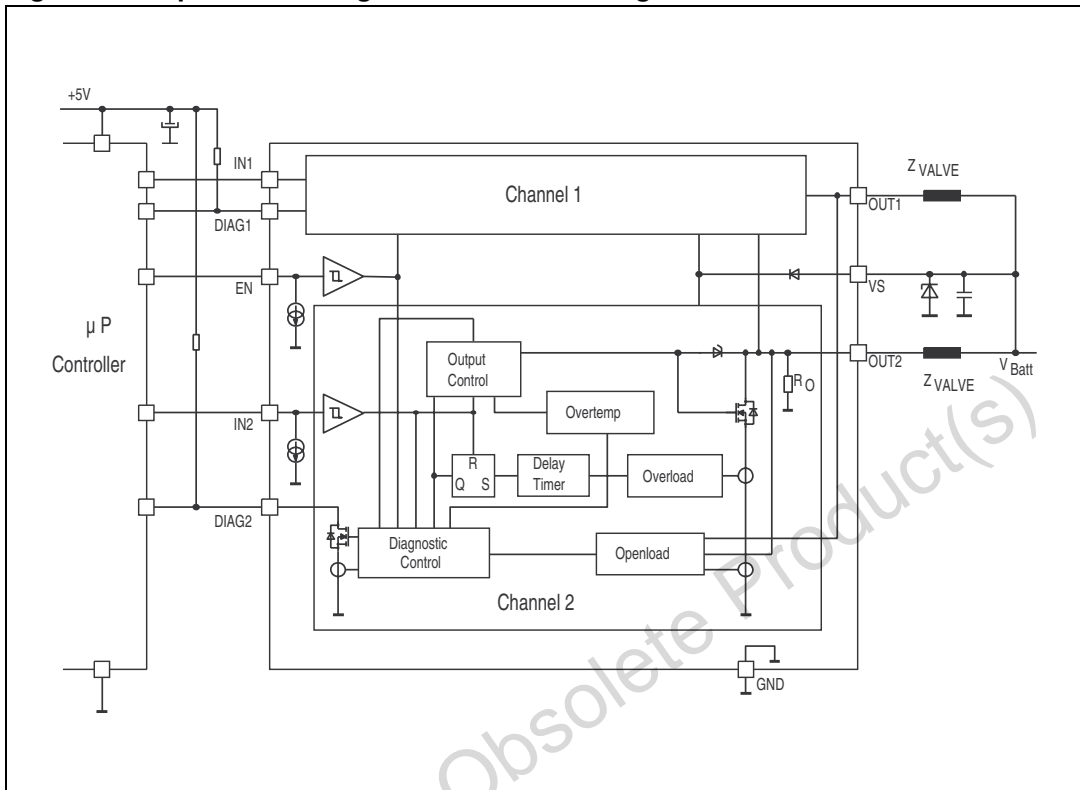 +5V
IN1
DIAG1
EN
µ P
Controller
IN2
DIAG2
Channel 1
Output
Control
Overtemp
R
Q S
Delay
Timer
Overload
Diagnostic
Control
Openload
Channel 2
R O
Z VALVE
OUT1
VS
OUT2
Z VALVE
V Batt
GND
Obsolete Product(s)